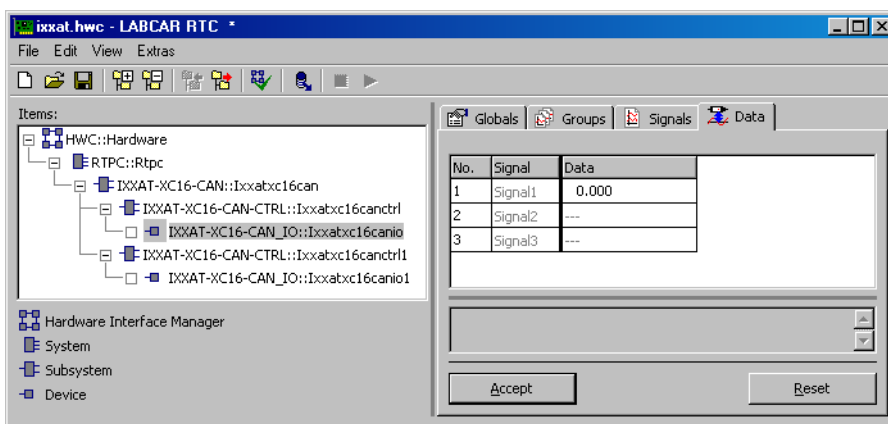 ixxat.hwc - LABCAR RTC *
File Edit View Extras
Items:
HWC::Hardware
RTPC::Rtpc
IXXAT-XC16-CAN::Ixxatxc16can
IXXAT-XC16-CAN-CTRL::Ixxatxc16canctrl
IXXAT-XC16-CAN_IO::Ixxatxc16canio
IXXAT-XC16-CAN-CTRL::Ixxatxc16canctrl1
IXXAT-XC16-CAN_IO::Ixxatxc16canio1
Hardware Interface Manager
System
Subsystem
Device
Globals Groups Signals Data
No. Signal Data
1 Signal1 0.000
2 Signal2 ---
3 Signal3 ---
Accept Reset